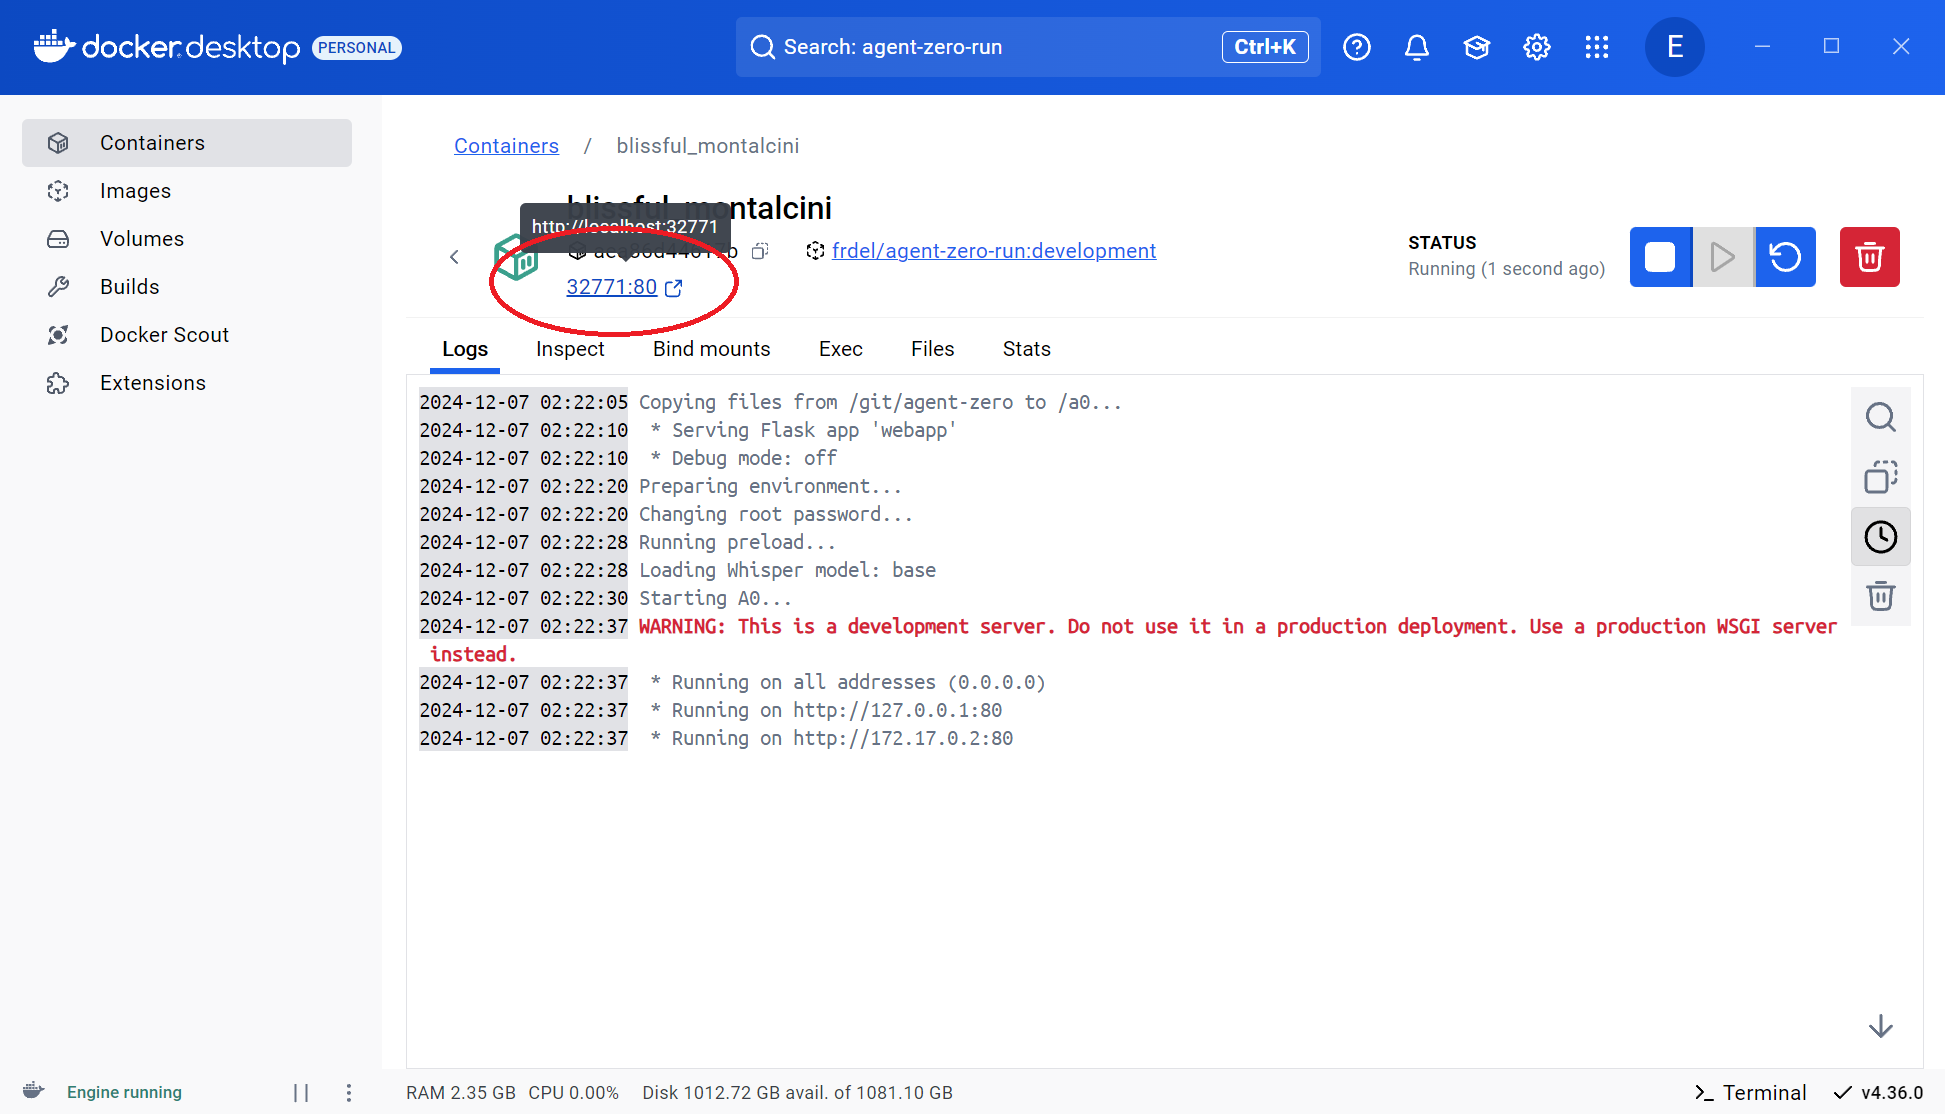 docker desktop PERSONAL
Search: agent-zero-run Ctrl+K
E
Containers
Images
Volumes
Builds
Docker Scout
Extensions
Containers / blissful_montalcini
blissful_montalcini
http://localhost:32771
frdel/agent-zero-run:development
32771:80
STATUS
Running (1 second ago)
Logs Inspect Bind mounts Exec Files Stats
2024-12-07 02:22:05 Copying files from /git/agent-zero to /a0...
2024-12-07 02:22:10 * Serving Flask app 'webapp'
2024-12-07 02:22:10 * Debug mode: off
2024-12-07 02:22:20 Preparing environment...
2024-12-07 02:22:20 Changing root password...
2024-12-07 02:22:28 Running preload...
2024-12-07 02:22:28 Loading Whisper model: base
2024-12-07 02:22:30 Starting A0...
2024-12-07 02:22:37 WARNING: This is a development server. Do not use it in a production deployment. Use a production WSGI server
instead.
2024-12-07 02:22:37 * Running on all addresses (0.0.0.0)
2024-12-07 02:22:37 * Running on http://127.0.0.1:80
2024-12-07 02:22:37 * Running on http://172.17.0.2:80
Engine running
RAM 2.35 GB CPU 0.00% Disk 1012.72 GB avail. of 1081.10 GB
Terminal
v4.36.0